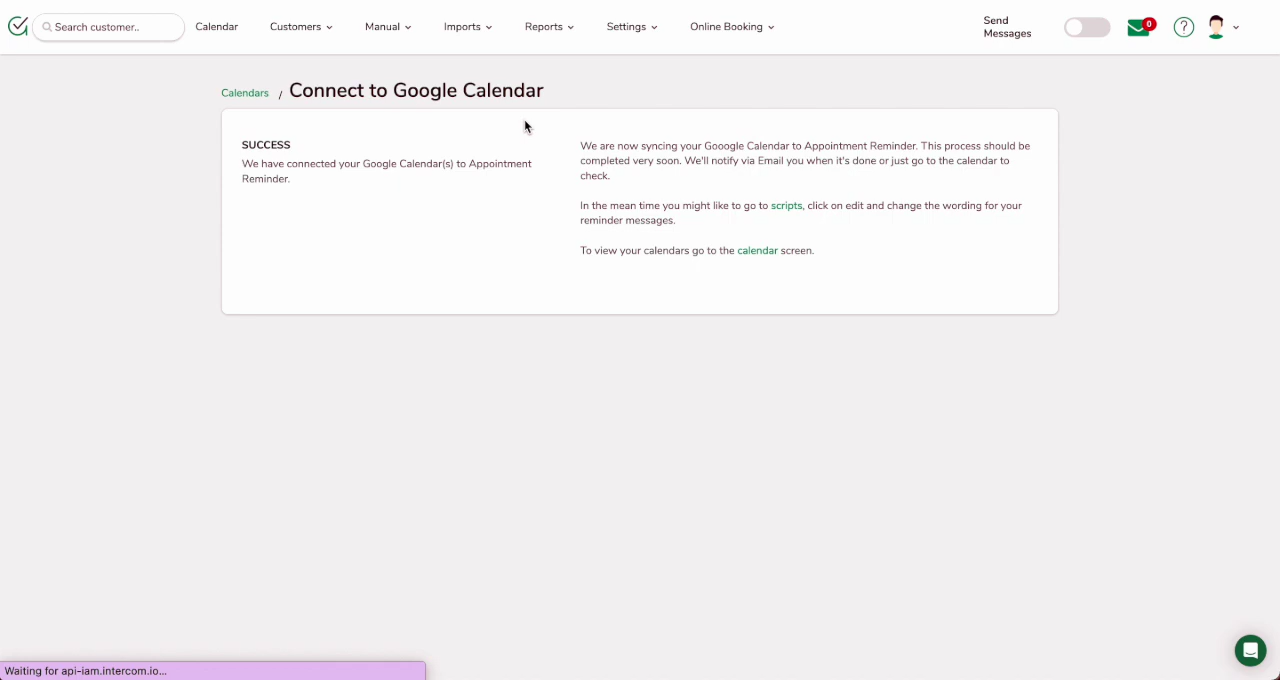 Search customer..
Calendar
Customers
Manual
Imports
Reports
Settings
Online Booking
Send
Messages
0
?
Calendars / Connect to Google Calendar
SUCCESS
We have connected your Google Calendar(s) to Appointment
Reminder.
We are now syncing your Gooogle Calendar to Appointment Reminder. This process should be
completed very soon. We'll notify via Email you when it's done or just go to the calendar to
check.
In the mean time you might like to go to scripts, click on edit and change the wording for your
reminder messages.
To view your calendars go to the calendar screen.
Waiting for api-iam.intercom.io...